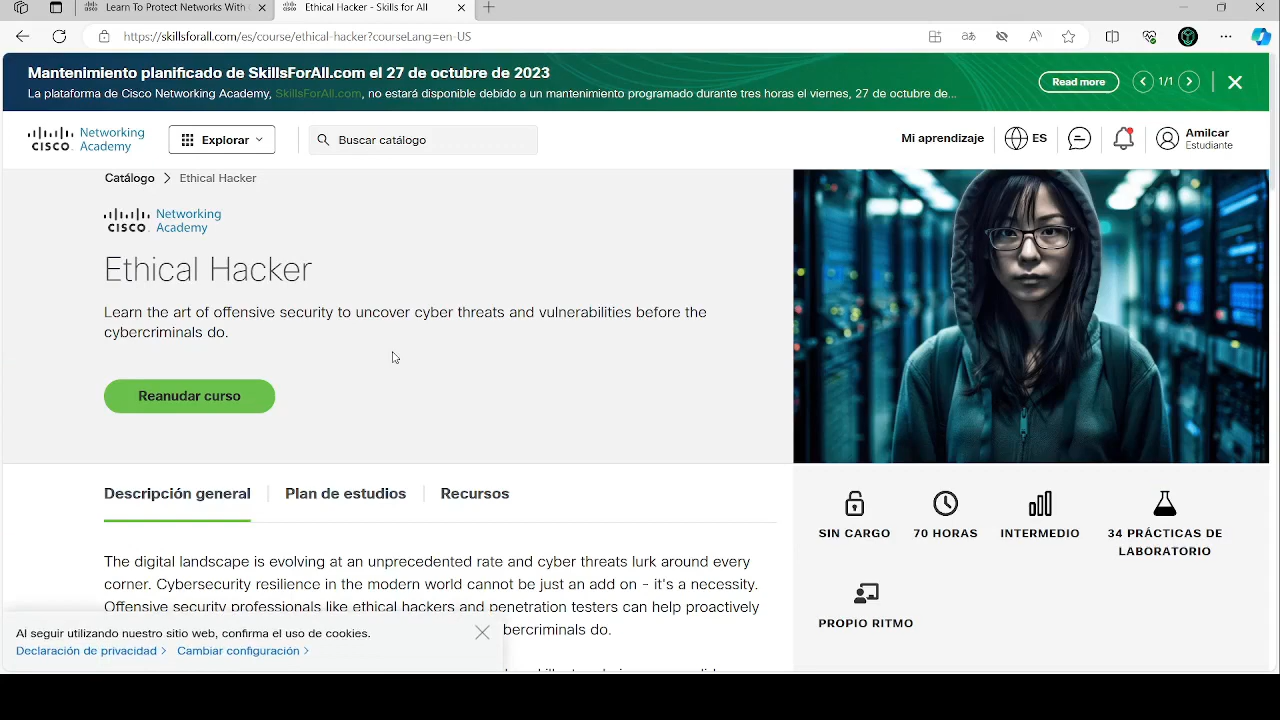 Learn To Protect Networks With
Ethical Hacker - Skills for All
https://skillsforall.com/es/course/ethical-hacker?courseLang=en-US
Mantenimiento planificado de SkillsForAll.com el 27 de octubre de 2023
La plataforma de Cisco Networking Academy, SkillsForAll.com, no estará disponible debido a un mantenimiento programado durante tres horas el viernes, 27 de octubre de...
Read more
1/1
CISCO Networking Academy
Explorar
Buscar catálogo
Mi aprendizaje
ES
Amilcar
Estudiante
Catálogo > Ethical Hacker
CISCO Networking Academy
Ethical Hacker
Learn the art of offensive security to uncover cyber threats and vulnerabilities before the
cybercriminals do.
Reanudar curso
Descripción general
Plan de estudios
Recursos
SIN CARGO
70 HORAS
INTERMEDIO
34 PRÁCTICAS DE
LABORATORIO
PROPIO RITMO
The digital landscape is evolving at an unprecedented rate and cyber threats lurk around every
corner. Cybersecurity resilience in the modern world cannot be just an add on - it's a necessity.
Offensive security professionals like ethical hackers and penetration testers can help proactively
bercriminals do.
Al seguir utilizando nuestro sitio web, confirma el uso de cookies.
Declaración de privacidad >
Cambiar configuración >